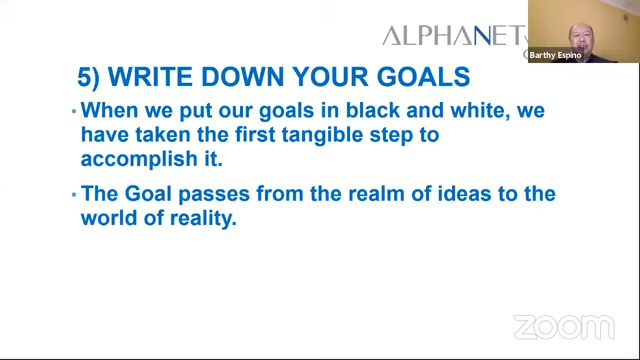 ALPHANET
Barthy Espino
5) WRITE DOWN YOUR GOALS
• When we put our goals in black and white, we
have taken the first tangible step to
accomplish it.
• The Goal passes from the realm of ideas to the
world of reality.
zoom